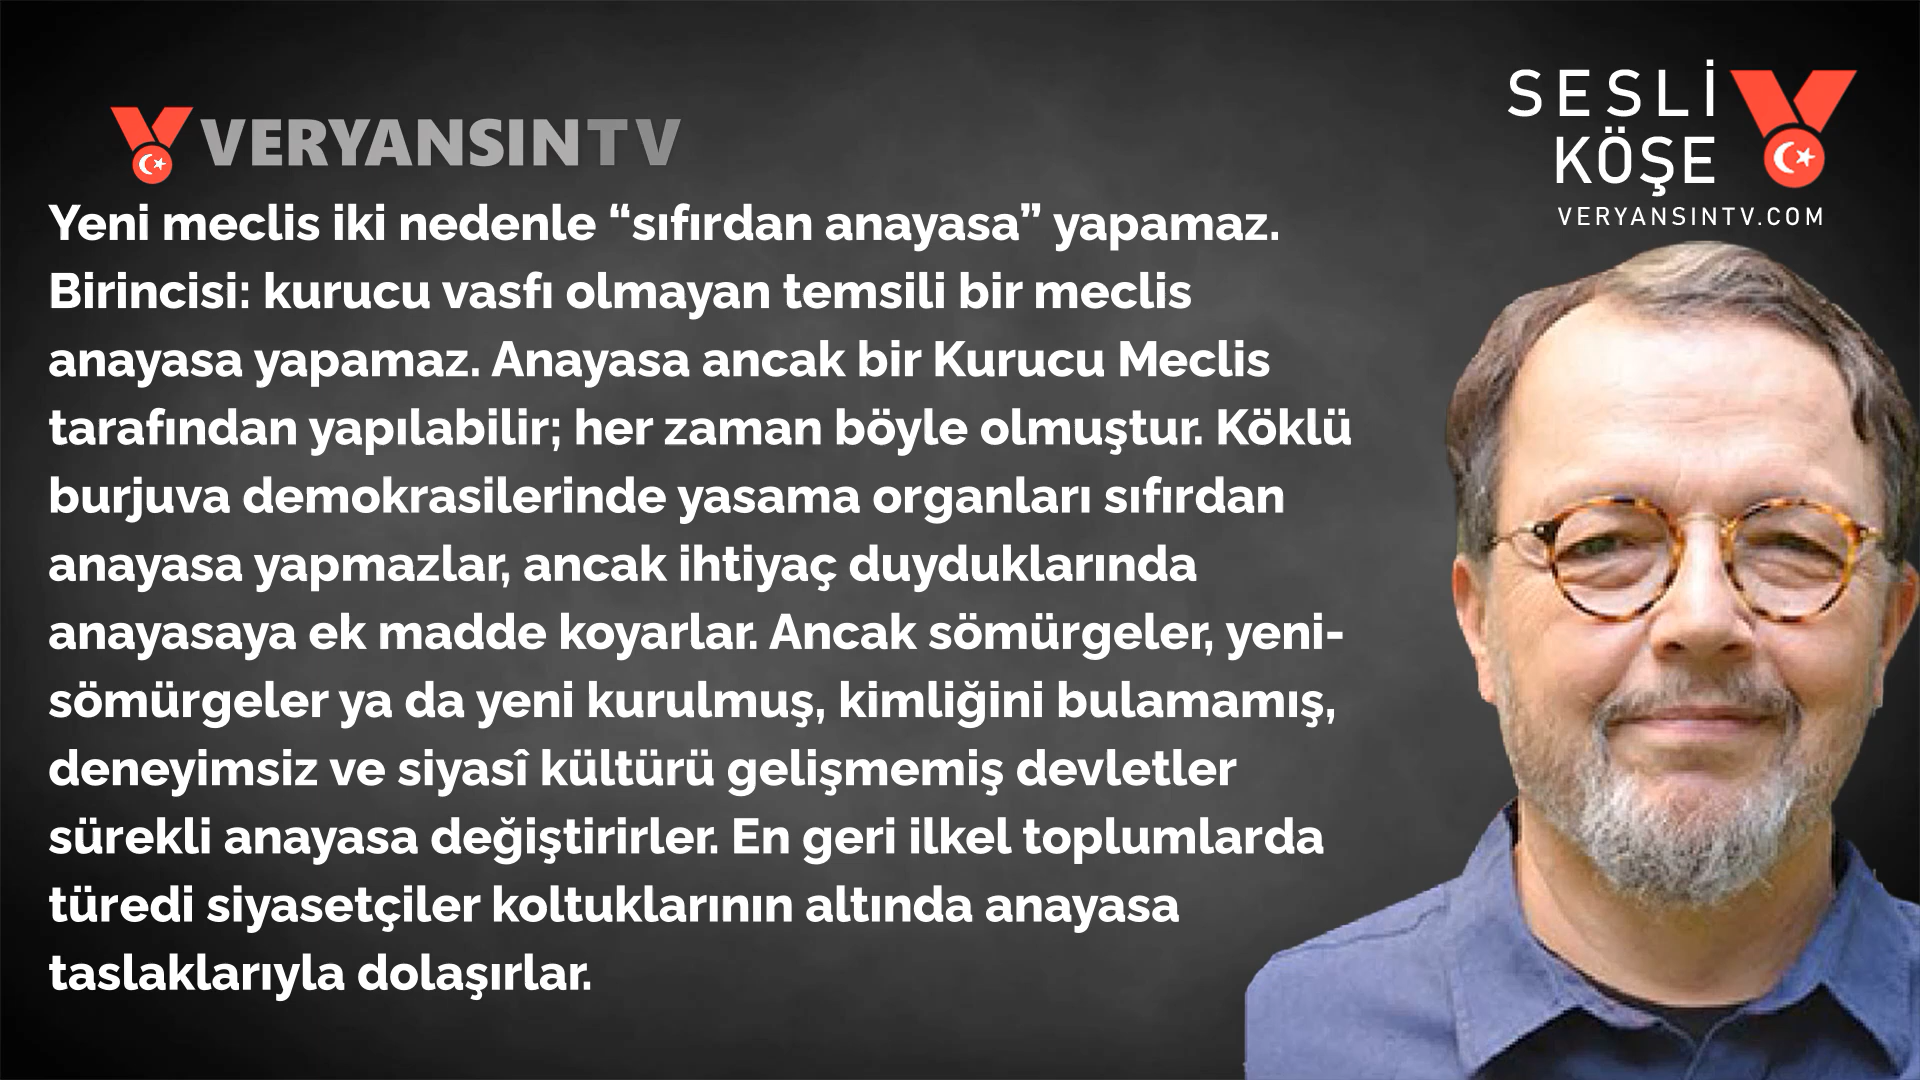 VERYANSINTV
SESLİ
KÖŞE
VERYANSINTV.COM
Yeni meclis iki nedenle “sıfırdan anayasa” yapamaz.
Birincisi: kurucu vasfı olmayan temsili bir meclis
anayasa yapamaz. Anayasa ancak bir Kurucu Meclis
tarafından yapılabilir; her zaman böyle olmuştur. Köklü
burjuva demokrasilerinde yasama organları sıfırdan
anayasa yapmazlar, ancak ihtiyaç duyduklarında
anayasaya ek madde koyarlar. Ancak sömürgeler, yeni-
sömürgeler ya da yeni kurulmuş, kimliğini bulamamış,
deneyimsiz ve siyasî kültürü gelişmemiş devletler
sürekli anayasa değiştirirler. En geri ilkel toplumlarda
türedi siyasetçiler koltuklarının altında anayasa
taslaklarıyla dolaşırlar.